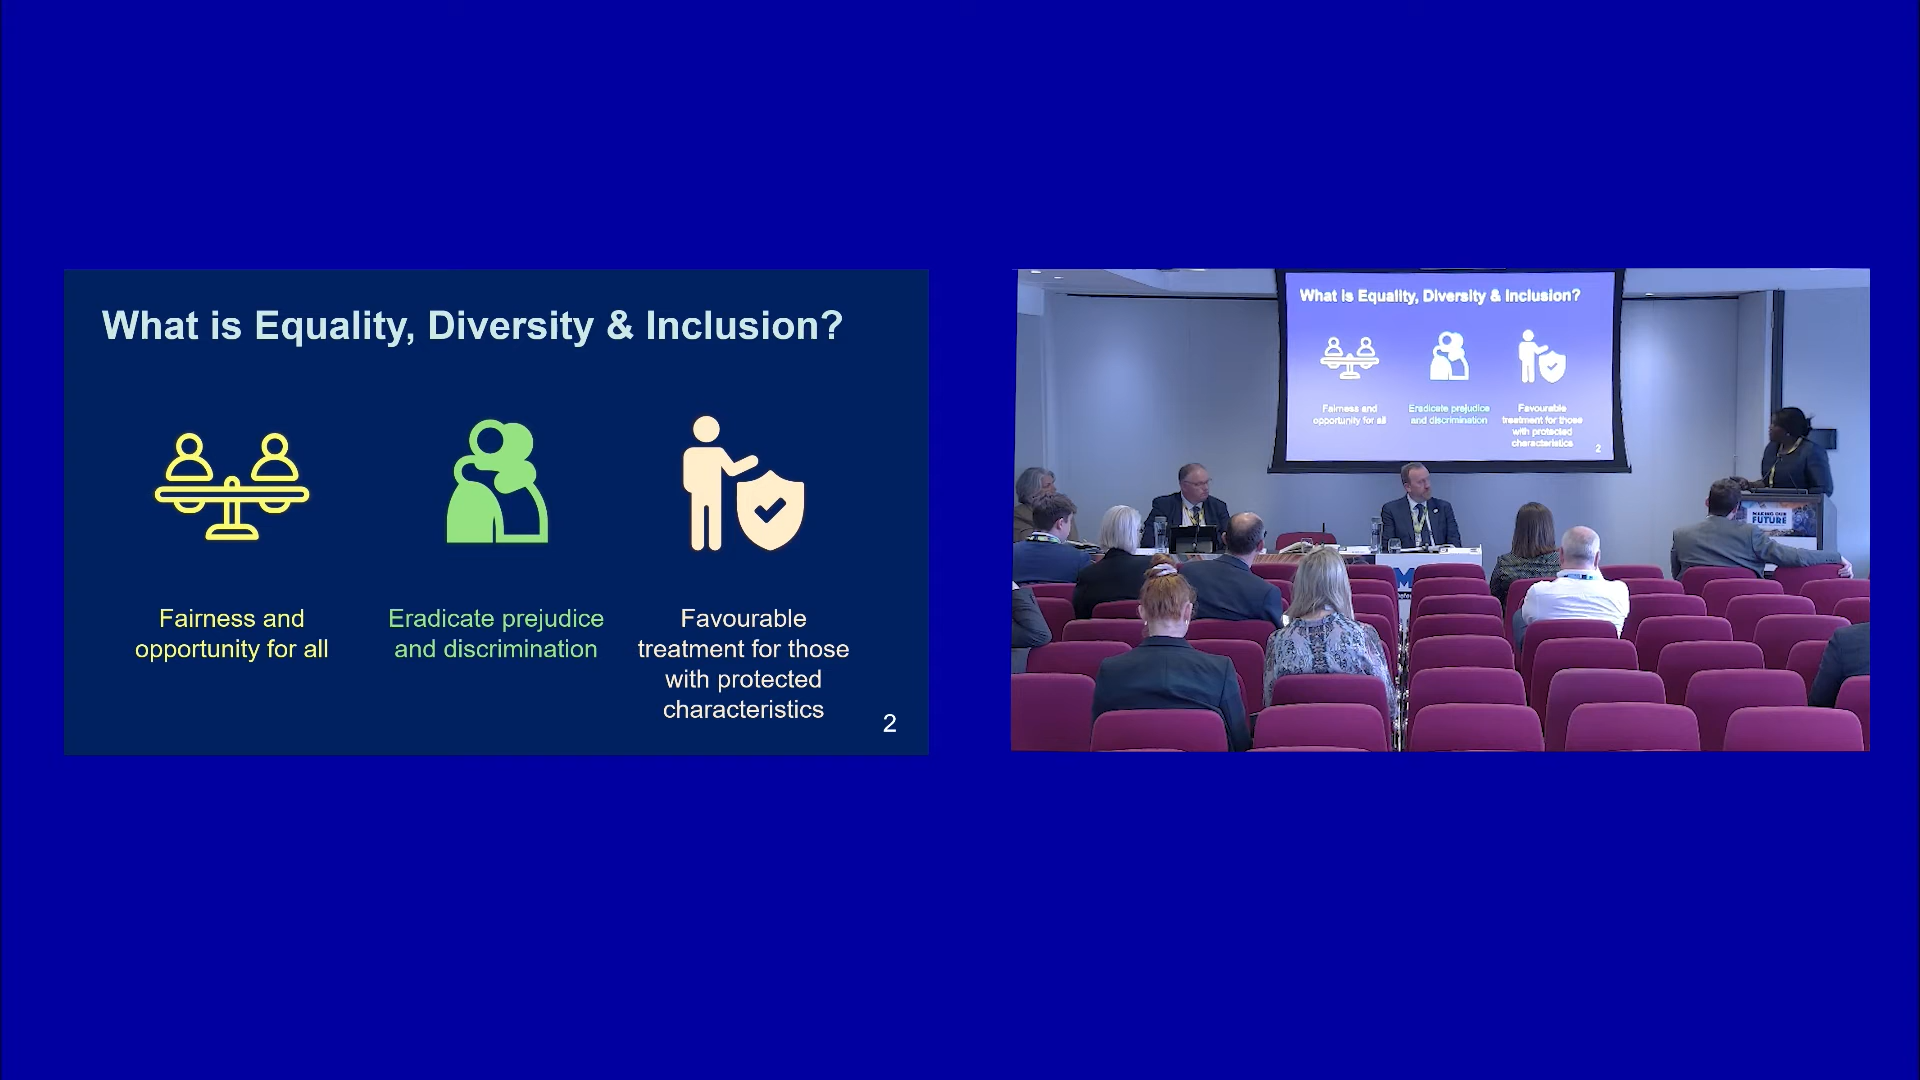 What is Equality, Diversity & Inclusion?
Fairness and
opportunity for all
Eradicate prejudice
and discrimination
Favourable
treatment for those
with protected
characteristics
2
What is Equality, Diversity & Inclusion?
Fairness and
opportunity for all
Eradicate prejudice
and discrimination
Favourable
treatment for those
with protected
characteristics
2
MAKING OUR
FUTURE